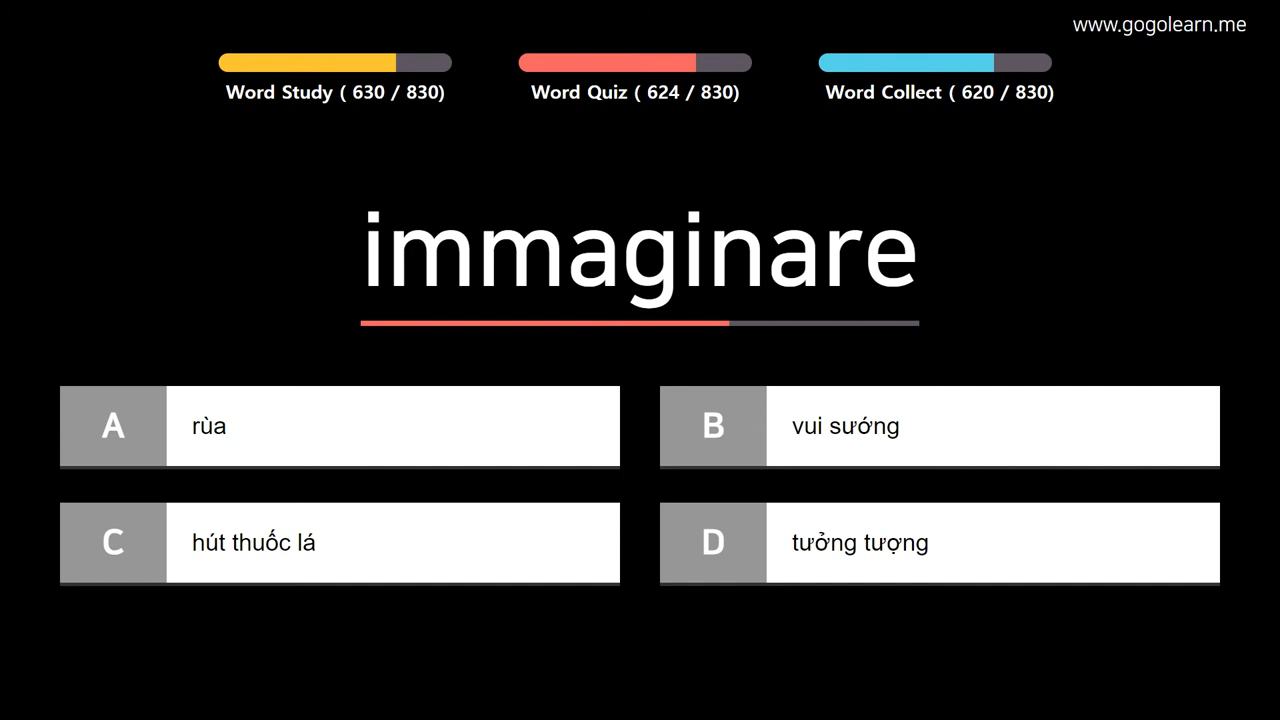 www.gogolearn.me
Word Study ( 630 / 830)
Word Quiz ( 624 / 830)
Word Collect ( 620 / 830)
immaginare
A
rùa
B
vui sướng
C
hút thuốc lá
D
tưởng tượng